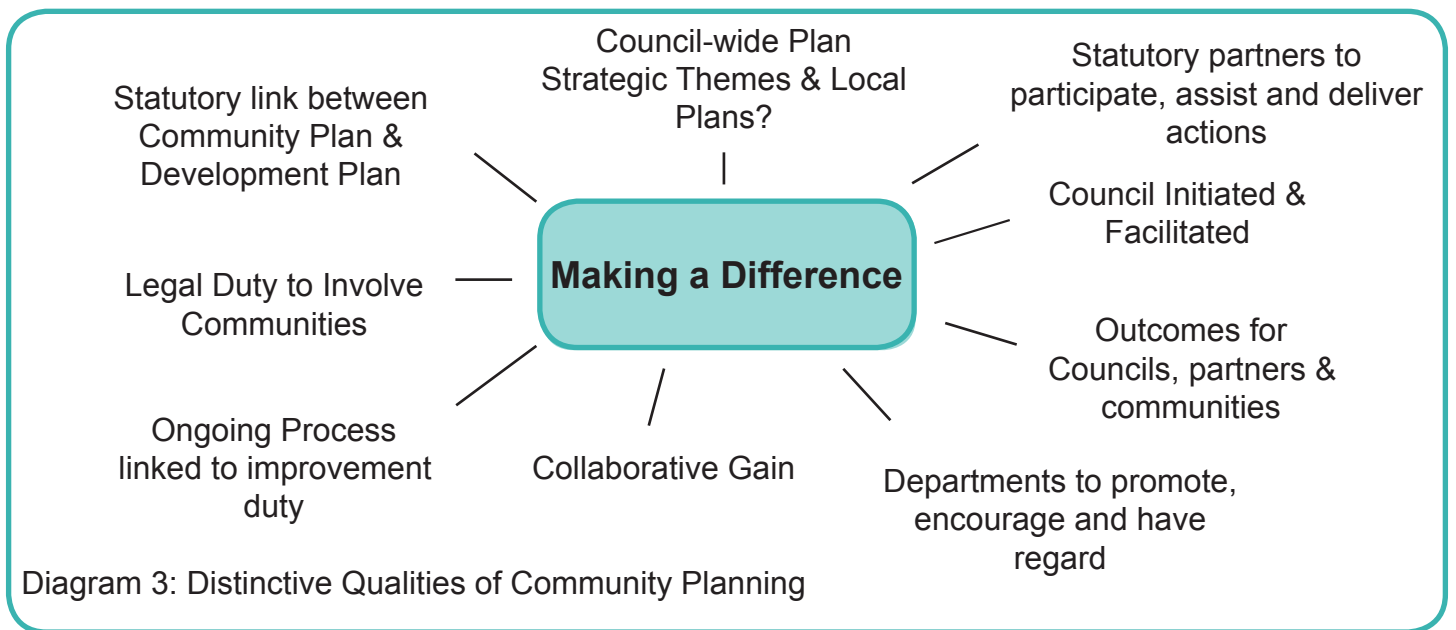 Council-wide Plan
Strategic Themes & Local
Plans?
Statutory partners to
participate, assist and deliver
actions
Statutory link between
Community Plan &
Development Plan
Council Initiated &
Facilitated
Making a Difference
Legal Duty to Involve
Communities
Outcomes for
Councils, partners &
communities
Ongoing Process
linked to improvement
duty
Collaborative Gain
Departments to promote,
encourage and have
regard
Diagram 3: Distinctive Qualities of Community Planning